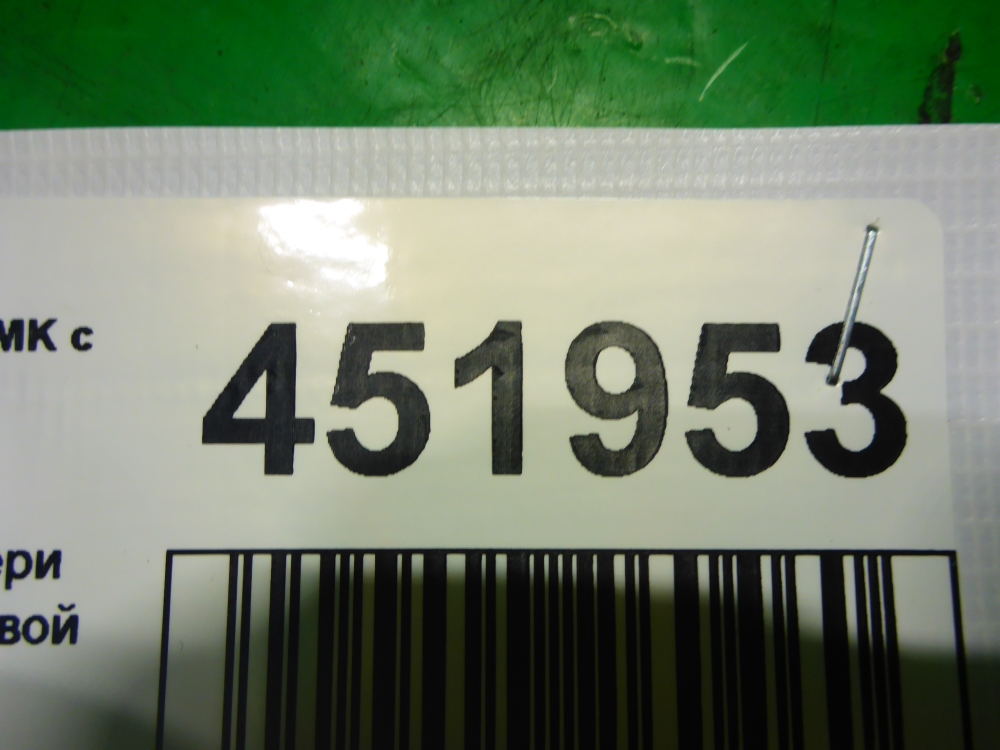 МК с
451953
ери
вой